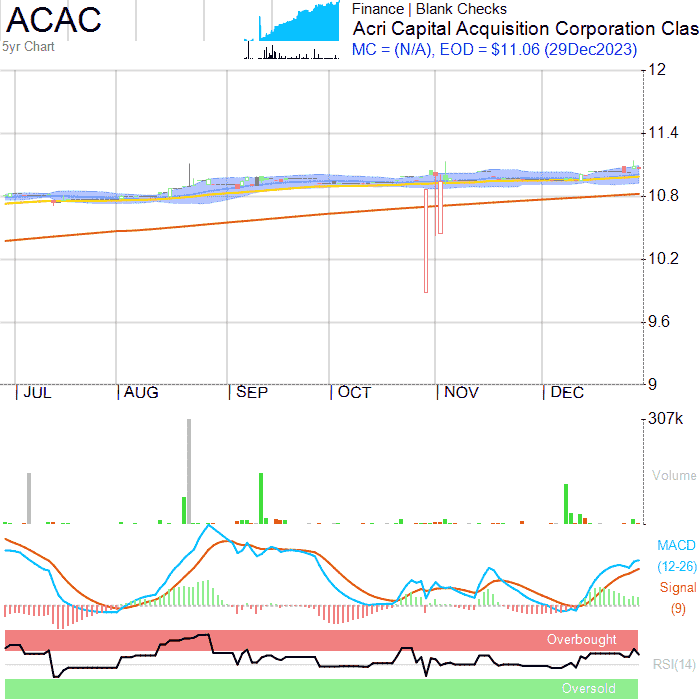 ACAC
5yr Chart
Finance | Blank Checks
Acri Capital Acquisition Corporation Clas
MC = (N/A), EOD = $11.06 (29Dec2023)
12
11.4
10.8
10.2
9.6
9
JUL AUG SEP OCT NOV DEC
307k
Volume
MACD
(12-26)
Signal
(9)
Overbought
RSI(14)
Oversold